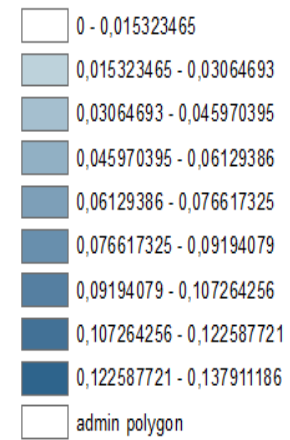 0 - 0,015323465
0,015323465 - 0,03064693
0,03064693 - 0,045970395
0,045970395 - 0,06129386
0,06129386 - 0,076617325
0,076617325 - 0,09194079
0,09194079 - 0,107264256
0,107264256 - 0,122587721
0,122587721 - 0,137911186
admin polygon